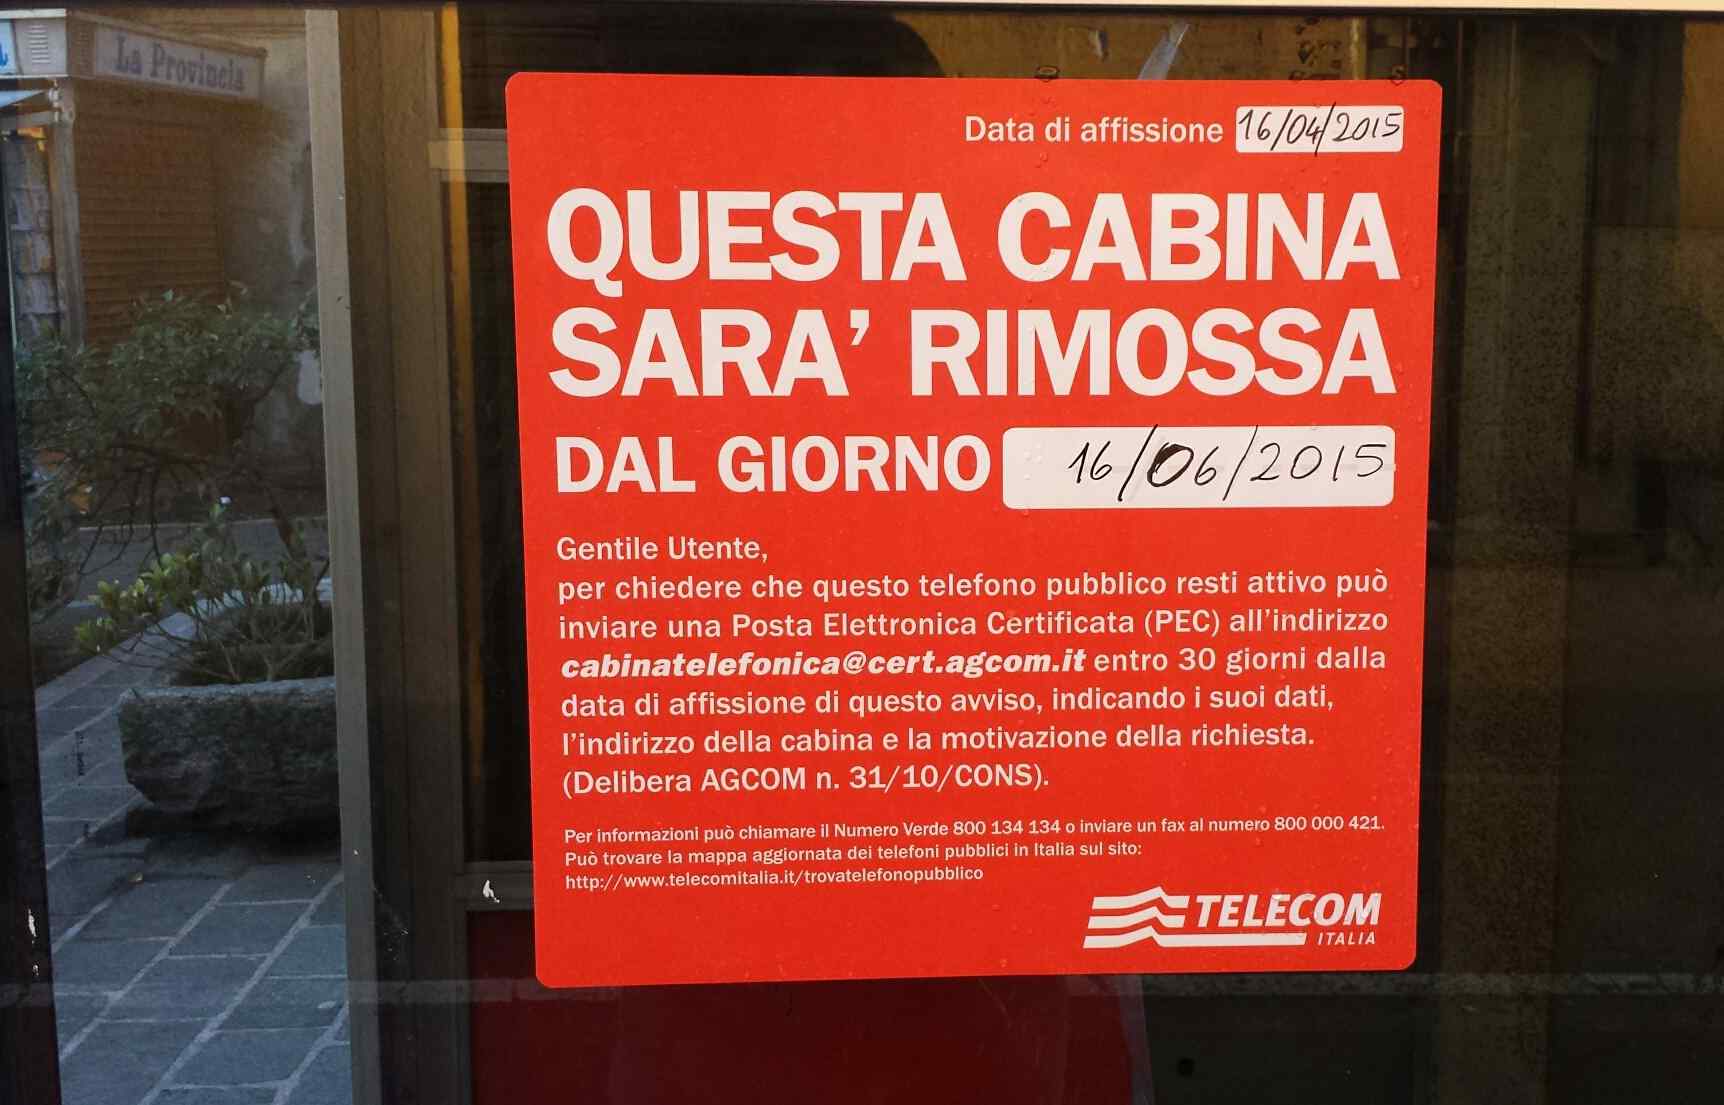 La Provincia
Data di affissione 16/04/2015
QUESTA CABINA
SARA' RIMOSSA
DAL GIORNO 16/06/2015
Gentile Utente,
per chiedere che questo telefono pubblico resti attivo può
inviare una Posta Elettronica Certificata (PEC) all'indirizzo
cabinatelefonica@cert.agcom.it entro 30 giorni dalla
data di affissione di questo avviso, indicando i suoi dati,
l'indirizzo della cabina e la motivazione della richiesta.
(Delibera AGCOM n. 31/10/CONS).
Per informazioni può chiamare il Numero Verde 800 134 134 o inviare un fax al numero 800 000 421.
Può trovare la mappa aggiornata dei telefoni pubblici in Italia sul sito:
http://www.telecomitalia.it/trovatelefonopubblico
TELECOM
ITALIA